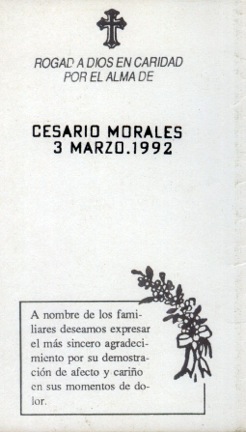 ROGAD A DIOS EN CARIDAD
POR EL ALMA DE
CESARIO MORALES
3 MARZO.1992
A nombre de los fami-
liares deseamos expresar
el más sincero agradeci-
miento por su demostra-
ción de afecto y cariño
en sus momentos de do-
lor.